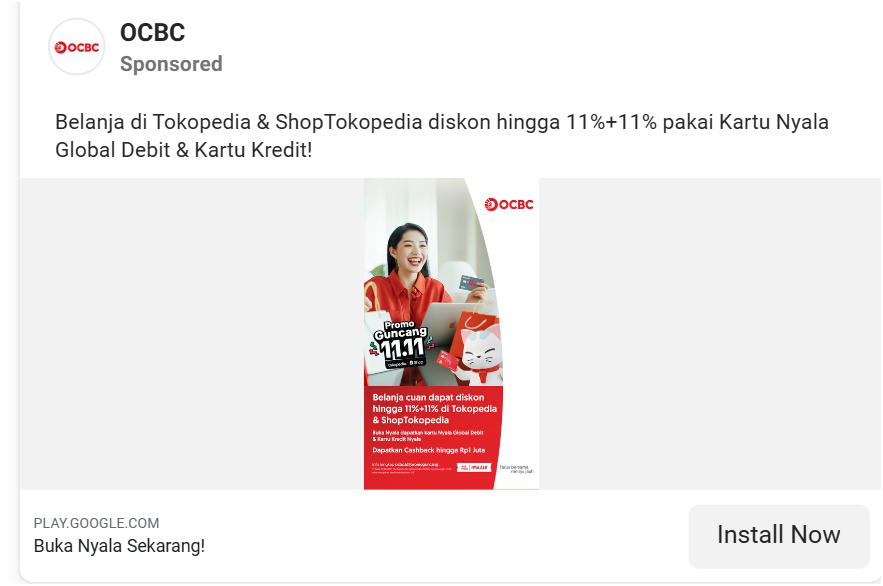 OCBC
OCBC
Sponsored
Belanja di Tokopedia & ShopTokopedia diskon hingga 11%+11% pakai Kartu Nyala
Global Debit & Kartu Kredit!
OCBC
Promo
Guncang
11.11
tokopedia
Belanja cuan dapat diskon
hingga 11%+11% di Tokopedia
& ShopTokopedia
Buka Nyala dapatkan kartu Nyala Global Debit
& Kartu Kredit Nyala
Dapatkan Cashback hingga Rp1 Juta
PLAY.GOOGLE.COM
Buka Nyala Sekarang!
Install Now